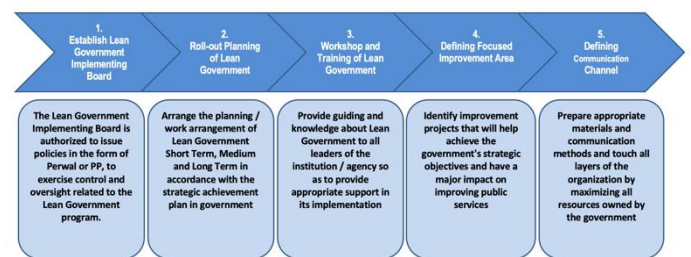 1.
Establish Lean
Government
Implementing
Board
2.
Roll-out Planning
of Lean
Government
3.
Workshop and
Training of Lean
Government
4.
Defining Focused
Improvement Area
5.
Defining
Communication
Channel
The Lean Government
Implementing Board is
authorized to issue
policies in the form of
Perwal or PP, to
exercise control and
oversight related to the
Lean Government
program.
Arrange the planning /
work arrangement of
Lean Government
Short Term, Medium
and Long Term in
accordance with the
strategic achievement
plan in government
Provide guiding and
knowledge about Lean
Government to all
leaders of the
institution / agency so
as to provide
appropriate support in
its implementation
Identify improvement
projects that will help
achieve the
government's strategic
objectives and have a
major impact on
improving public
services
Prepare appropriate
materials and
communication
methods and touch all
layers of the
organization by
maximizing all
resources owned by
the government